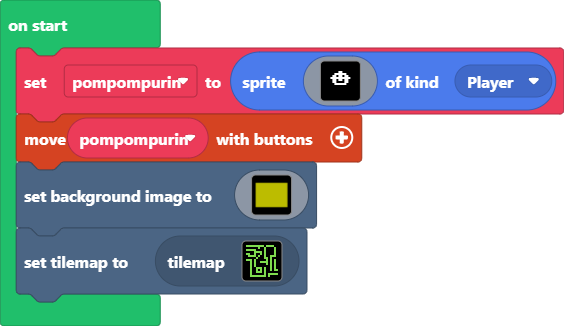 on start
set pompompurin to sprite of kind Player
move pompompurin with buttons
set background image to
set tilemap to tilemap